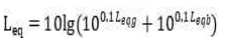 L_eq = 10lg(10^{0.1L_{eqg}} + 10^{0.1L_{eqb}})